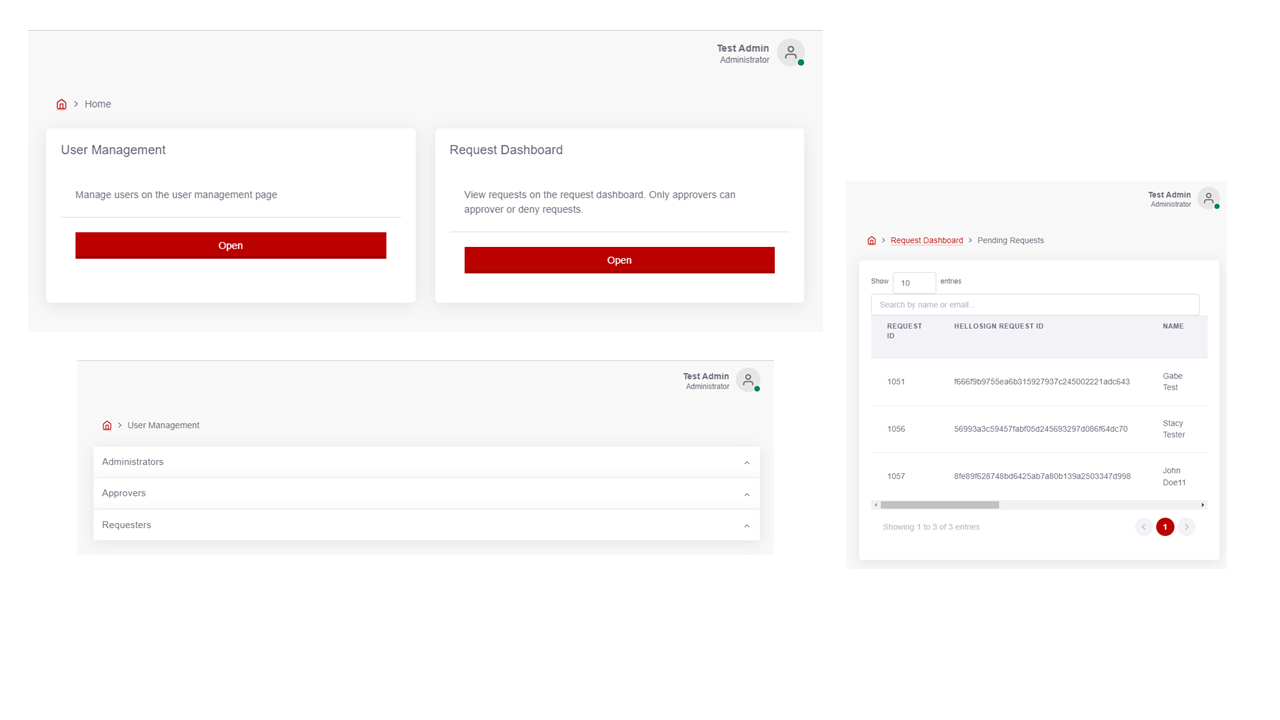 Test Admin
Administrator
Home
User Management
Manage users on the user management page
Open
Request Dashboard
View requests on the request dashboard. Only approvers can
approver or deny requests.
Open
Test Admin
Administrator
User Management
Administrators
Approvers
Requesters
Test Admin
Administrator
Request Dashboard > Pending Requests
Show 10 entries
Search by name or email...
REQUEST ID HELLOSIGN REQUEST ID NAME
1051 f666f9b9755ea6b315927937c245002221adc643 Gabe Test
1056 56993a3c59457fabf05d245693297d086f64dc70 Stacy Tester
1057 8fe89f628748bd6425ab7a80b139a2503347d998 John Doe11
Showing 1 to 3 of 3 entries
1